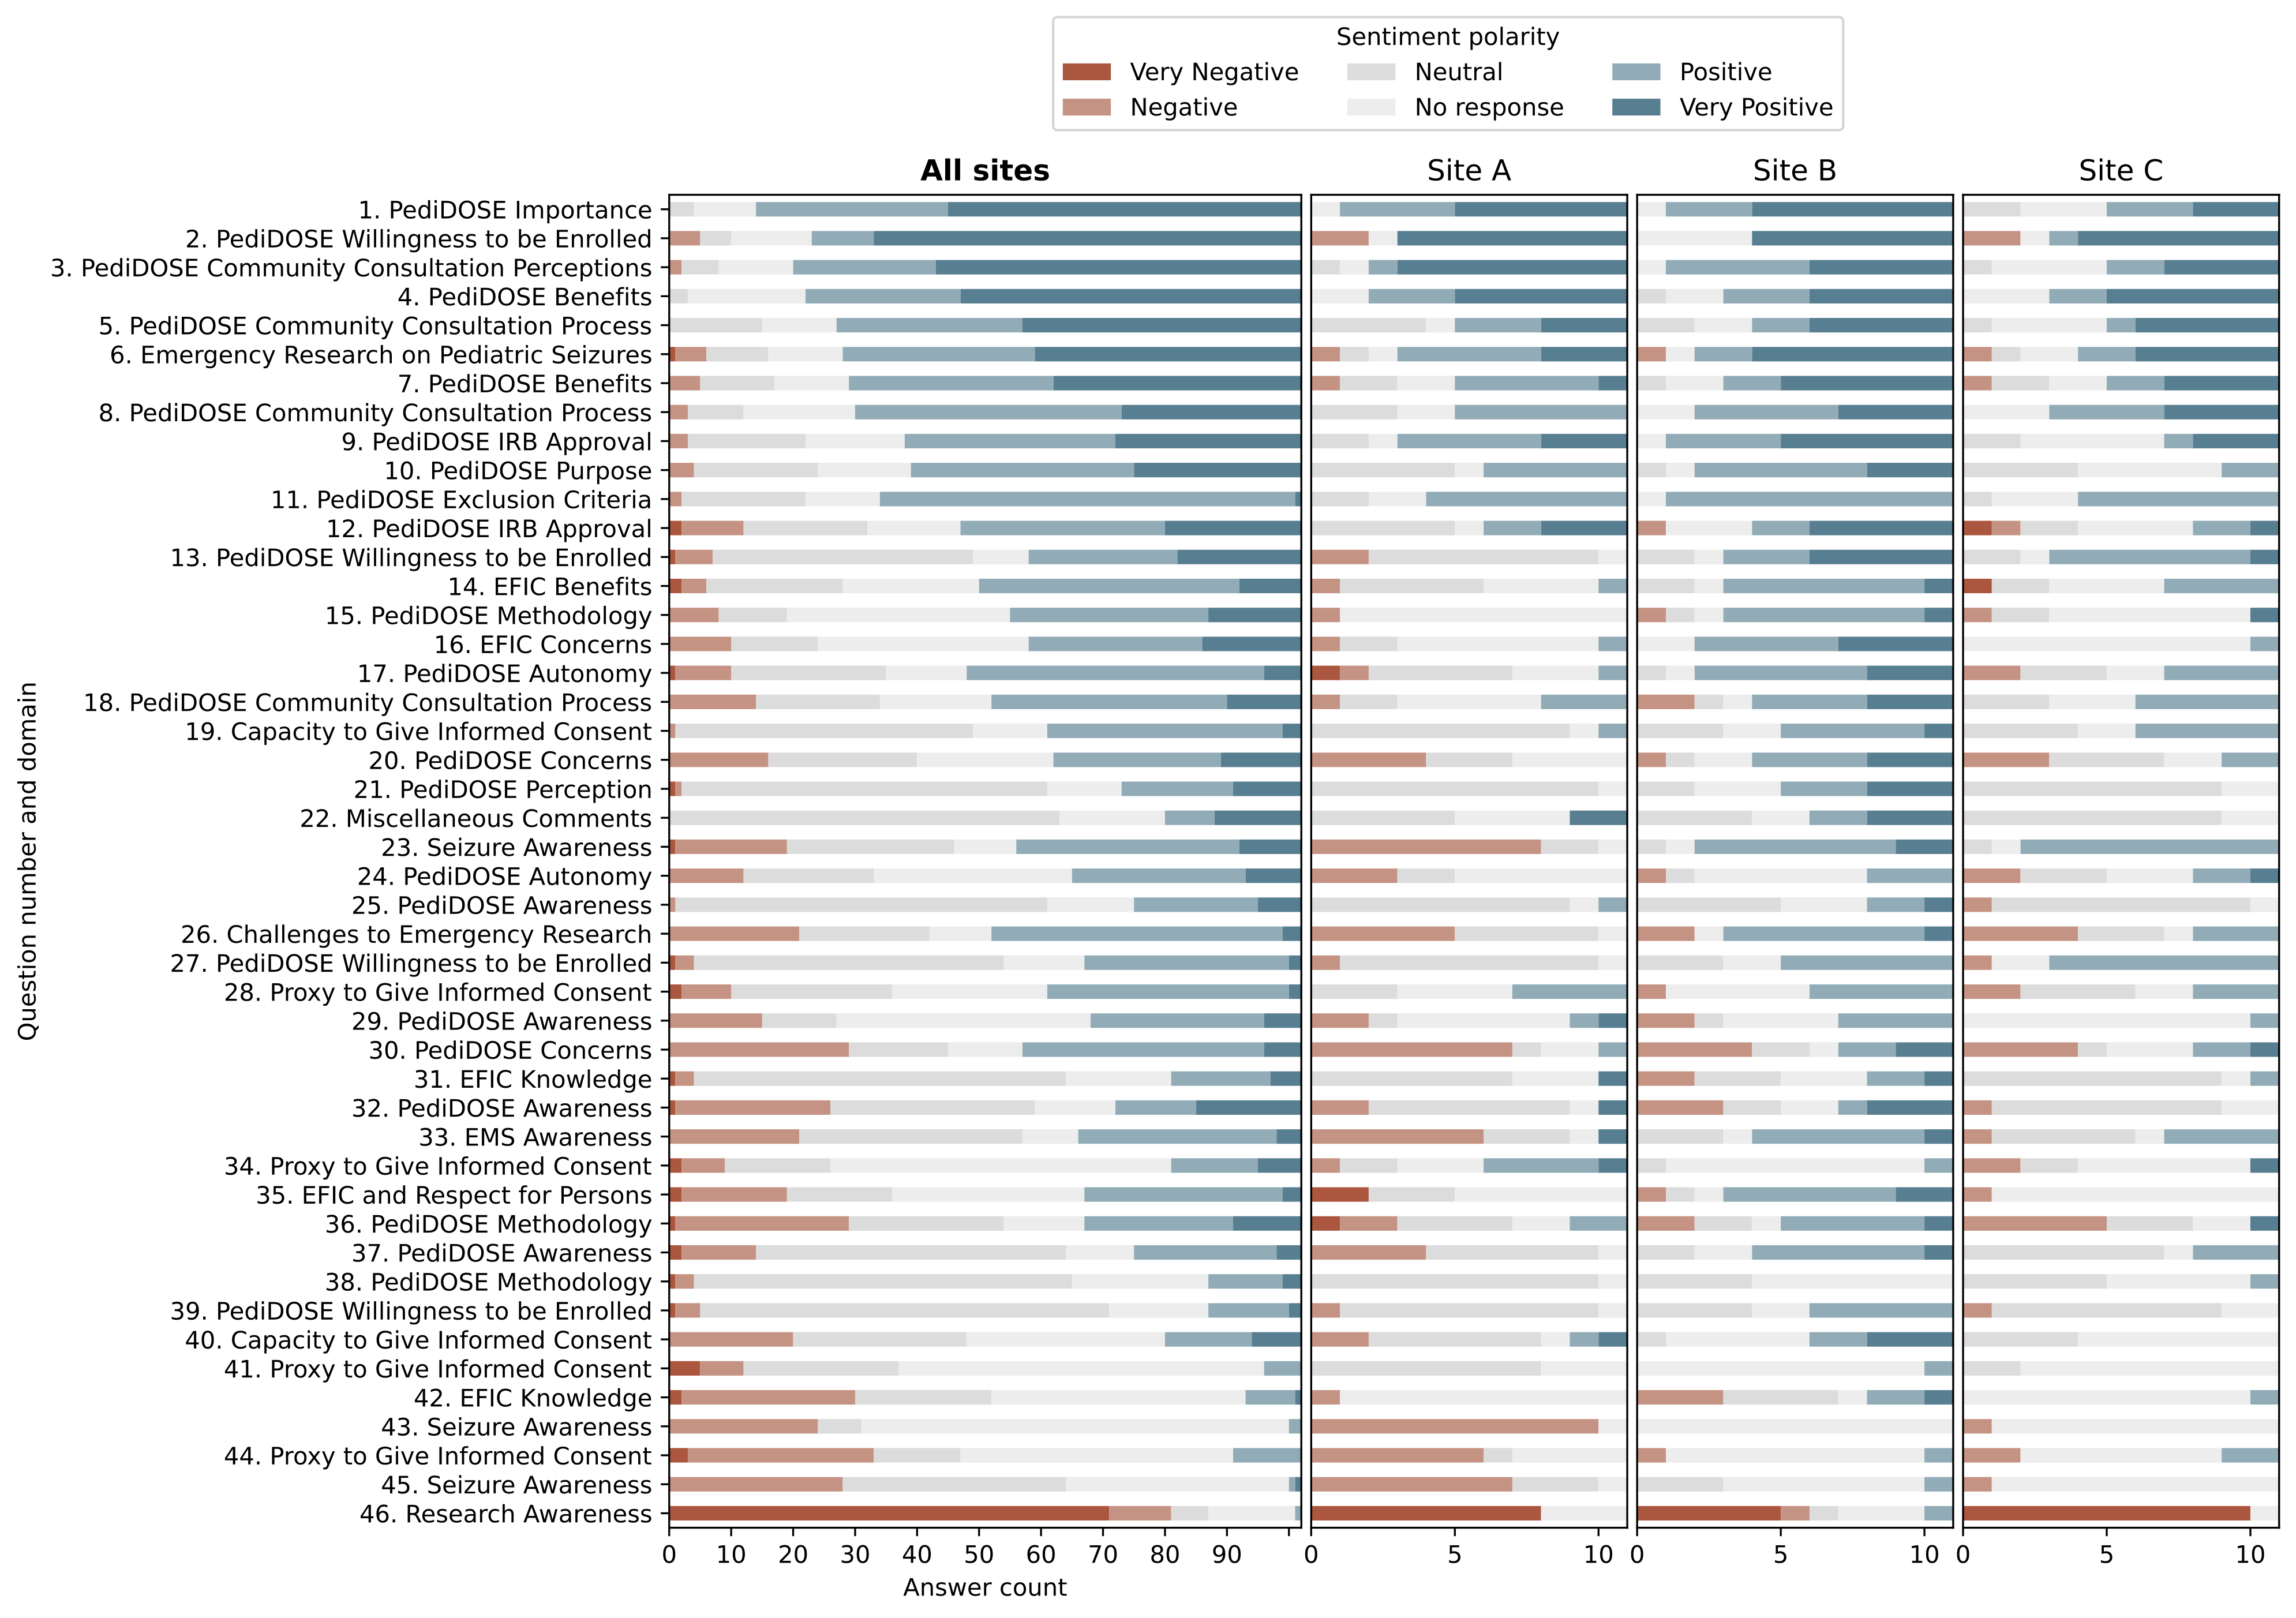 Sentiment polarity
Very Negative Neutral Positive
Negative No response Very Positive
All sites Site A Site B Site C
1. PediDOSE Importance
2. PediDOSE Willingness to be Enrolled
3. PediDOSE Community Consultation Perceptions
4. PediDOSE Benefits
5. PediDOSE Community Consultation Process
6. Emergency Research on Pediatric Seizures
7. PediDOSE Benefits
8. PediDOSE Community Consultation Process
9. PediDOSE IRB Approval
10. PediDOSE Purpose
11. PediDOSE Exclusion Criteria
12. PediDOSE IRB Approval
13. PediDOSE Willingness to be Enrolled
14. EFIC Benefits
15. PediDOSE Methodology
16. EFIC Concerns
17. PediDOSE Autonomy
18. PediDOSE Community Consultation Process
19. Capacity to Give Informed Consent
20. PediDOSE Concerns
21. PediDOSE Perception
22. Miscellaneous Comments
23. Seizure Awareness
24. PediDOSE Autonomy
25. PediDOSE Awareness
26. Challenges to Emergency Research
27. PediDOSE Willingness to be Enrolled
28. Proxy to Give Informed Consent
29. PediDOSE Awareness
30. PediDOSE Concerns
31. EFIC Knowledge
32. PediDOSE Awareness
33. EMS Awareness
34. Proxy to Give Informed Consent
35. EFIC and Respect for Persons
36. PediDOSE Methodology
37. PediDOSE Awareness
38. PediDOSE Methodology
39. PediDOSE Willingness to be Enrolled
40. Capacity to Give Informed Consent
41. Proxy to Give Informed Consent
42. EFIC Knowledge
43. Seizure Awareness
44. Proxy to Give Informed Consent
45. Seizure Awareness
46. Research Awareness
Question number and domain
0 10 20 30 40 50 60 70 80 90 0 5 10 0 5 10 0 5 10
Answer count